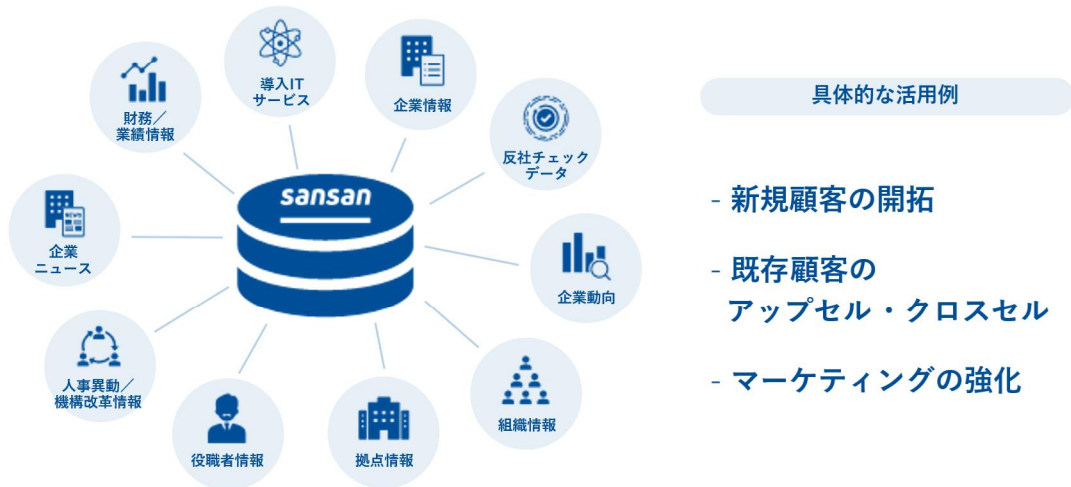 導入IT
サービス
企業情報
財務／
業績情報
反社チェック
データ
sansan
NEWS
企業
ニュース
企業動向
人事異動／
機構改革情報
組織情報
役職者情報
拠点情報
具体的な活用例
- 新規顧客の開拓
- 既存顧客の
アップセル・クロスセル
- マーケティングの強化